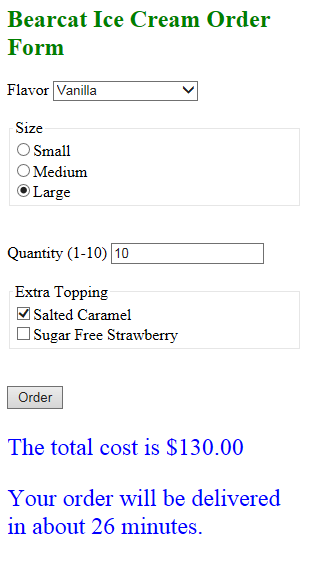 Bearcat Ice Cream Order
Form
Flavor Vanilla
Size
Small
Medium
Large
Quantity (1-10) 10
Extra Topping
Salted Caramel
Sugar Free Strawberry
Order
The total cost is $130.00
Your order will be delivered
in about 26 minutes.